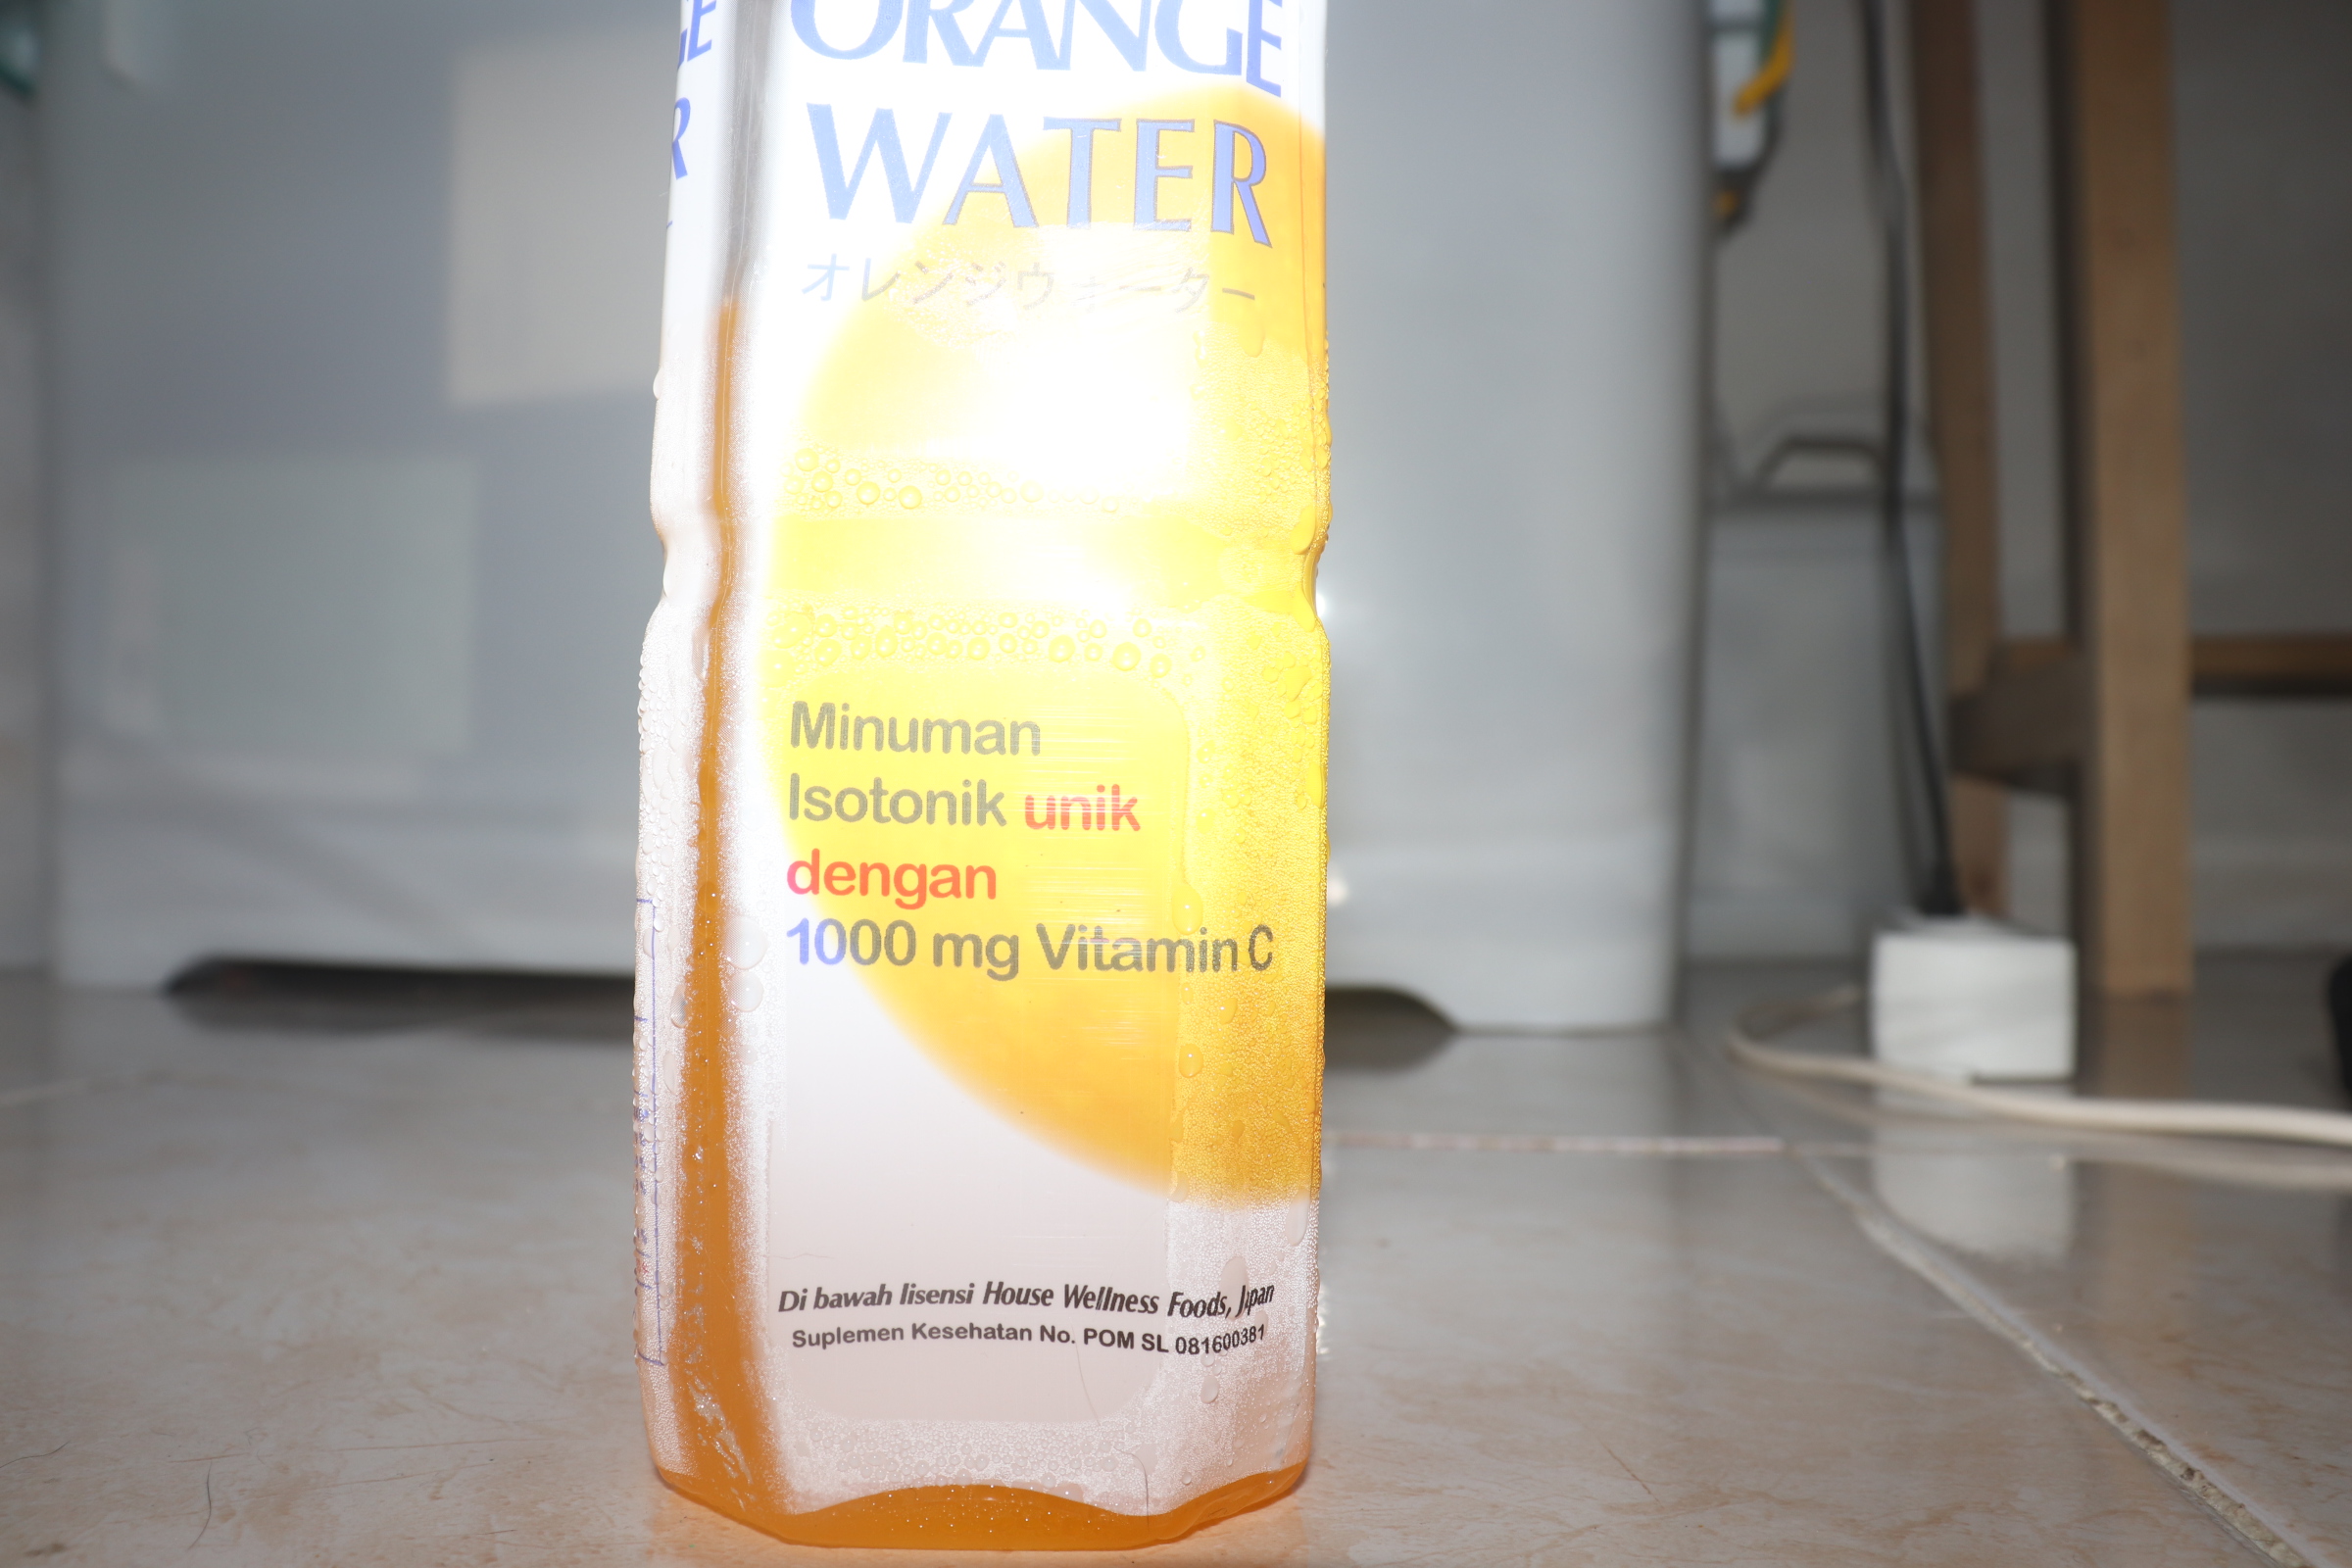 ORANGE
WATER
オレンジウォーター
Minuman
Isotonik unik
dengan
1000 mg Vitamin C
Di bawah lisensi House Wellness Foods, Japan
Suplemen Kesehatan No. POM SL 081600381
GE
R